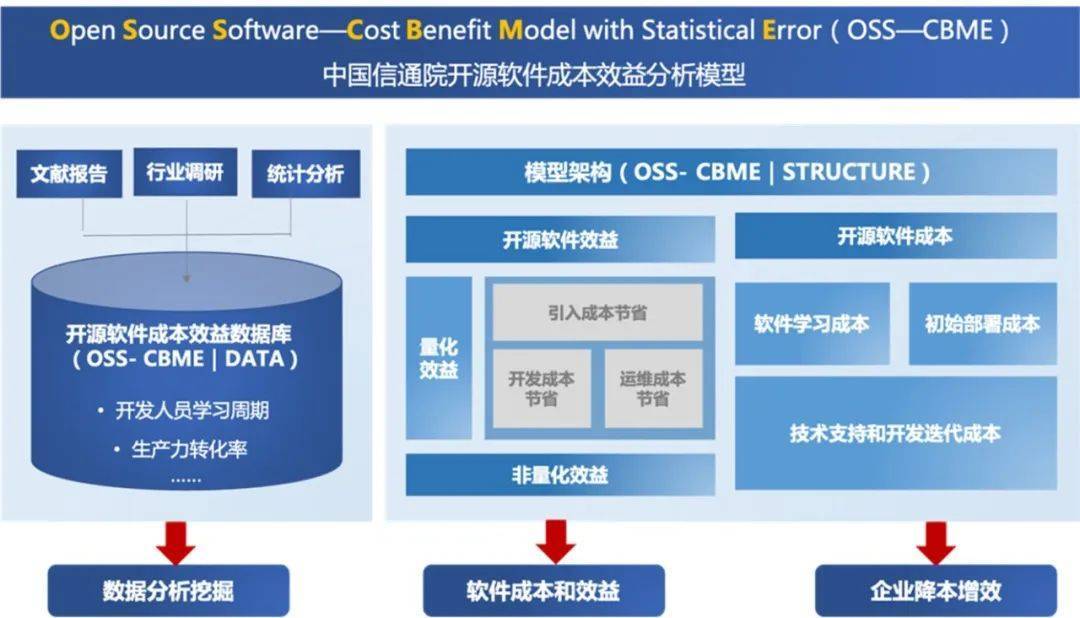 Open Source Software—Cost Benefit Model with Statistical Error（OSS—CBME）
中国信通院开源软件成本效益分析模型
文献报告
行业调研
统计分析
开源软件成本效益数据库
（OSS- CBME | DATA）
• 开发人员学习周期
• 生产力转化率
......
模型架构（OSS- CBME | STRUCTURE）
开源软件效益
量化
效益
引入成本节省
开发成本
节省
运维成本
节省
非量化效益
开源软件成本
软件学习成本
初始部署成本
技术支持和开发迭代成本
数据分析挖掘
软件成本和效益
企业降本增效